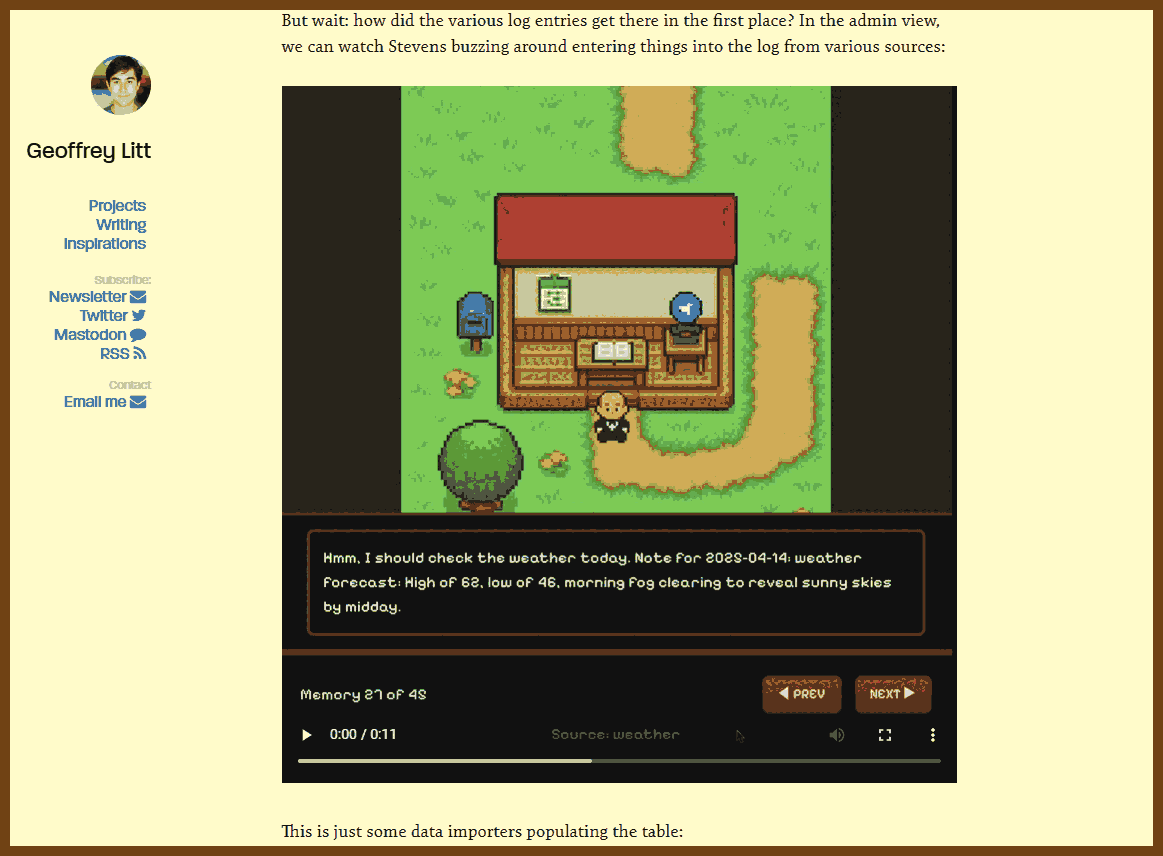 But wait: how did the various log entries get there in the first place? In the admin view,
we can watch Stevens buzzing around entering things into the log from various sources:
Geoffrey Litt
Projects
Writing
Inspirations
Subscribe:
Newsletter
Twitter
Mastodon
RSS
Contact
Email me
Hmm, I should check the weather today. Note for 2025-04-14: weather
forecast: High of 62, low of 46, morning fog clearing to reveal sunny skies
by midday.
Memory 27 of 45
PREV
NEXT
0:00 / 0:11
Source: weather
This is just some data importers populating the table: